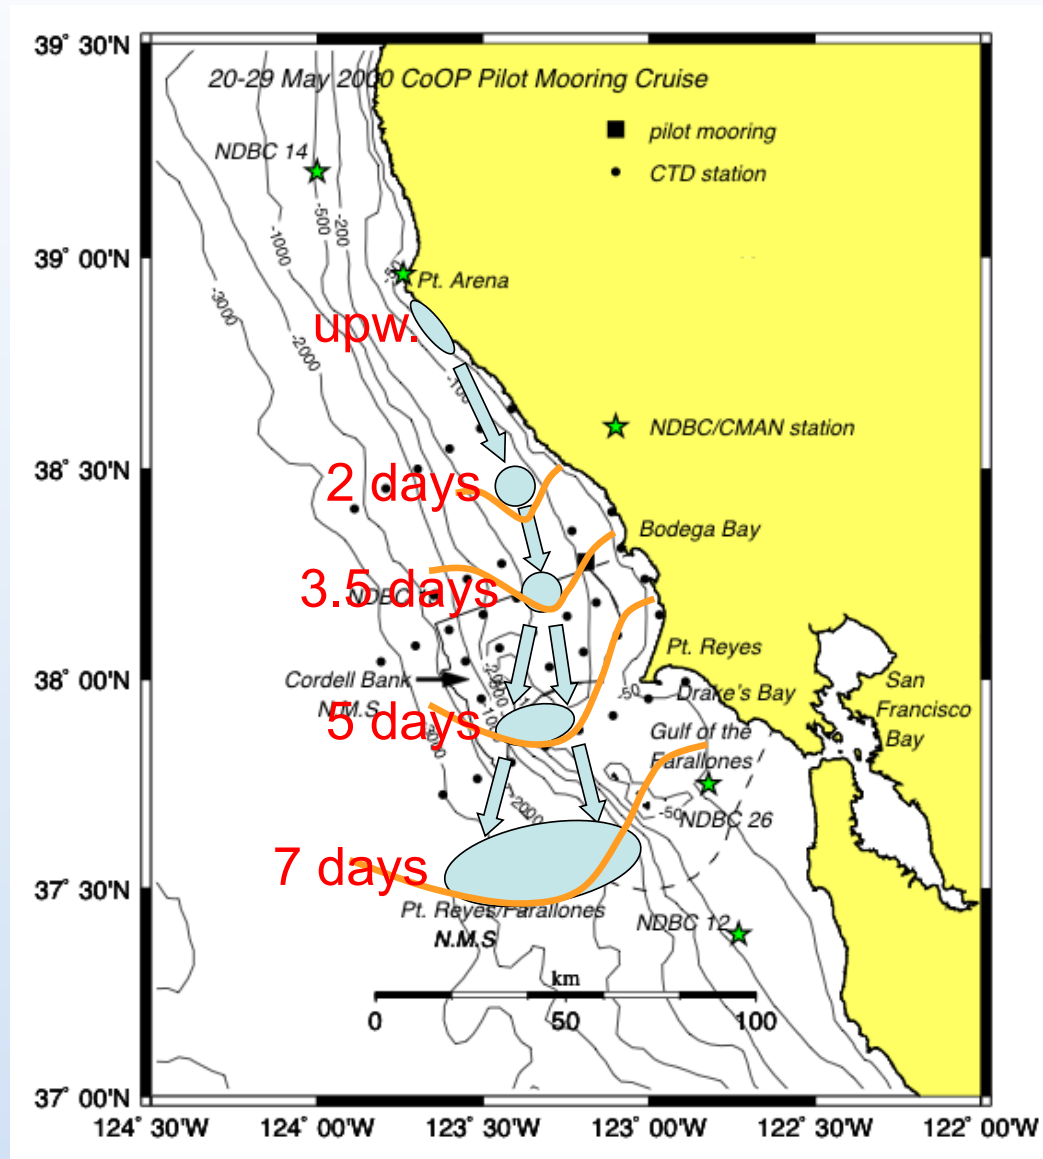 39° 30'N
20-29 May 2000 CoOP Pilot Mooring Cruise
pilot mooring
NDBC 14
CTD station
-500
-200
-1000
39° 00'N
Pt. Arena
-3000
upw.
-2000
-100
NDBC/CMAN station
38° 30'N
2 days
Bodega Bay
3.5 days
Pt. Reyes
38° 00'N
Cordell Bank
N.M.S
-50
Drake's Bay
San
Francisco
Bay
5 days
Gulf of the
Farallones
-2000
-50
NDBC 26
7 days
37° 30'N
Pt. Reyes/Farallones
N.M.S
NDBC 12
km
0 50 100
37° 00'N
124° 30'W 124° 00'W 123° 30'W 123° 00'W 122° 30'W 122° 00'W